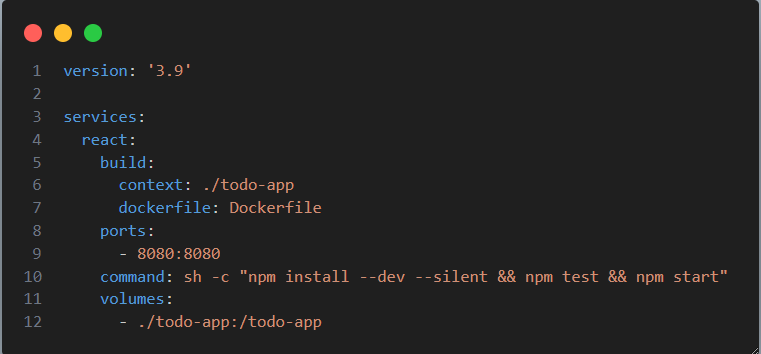 1 version: '3.9'
2
3 services:
4   react:
5     build:
6       context: ./todo-app
7       dockerfile: Dockerfile
8     ports:
9       - 8080:8080
10     command: sh -c "npm install --dev --silent && npm test && npm start"
11     volumes:
12       - ./todo-app:/todo-app